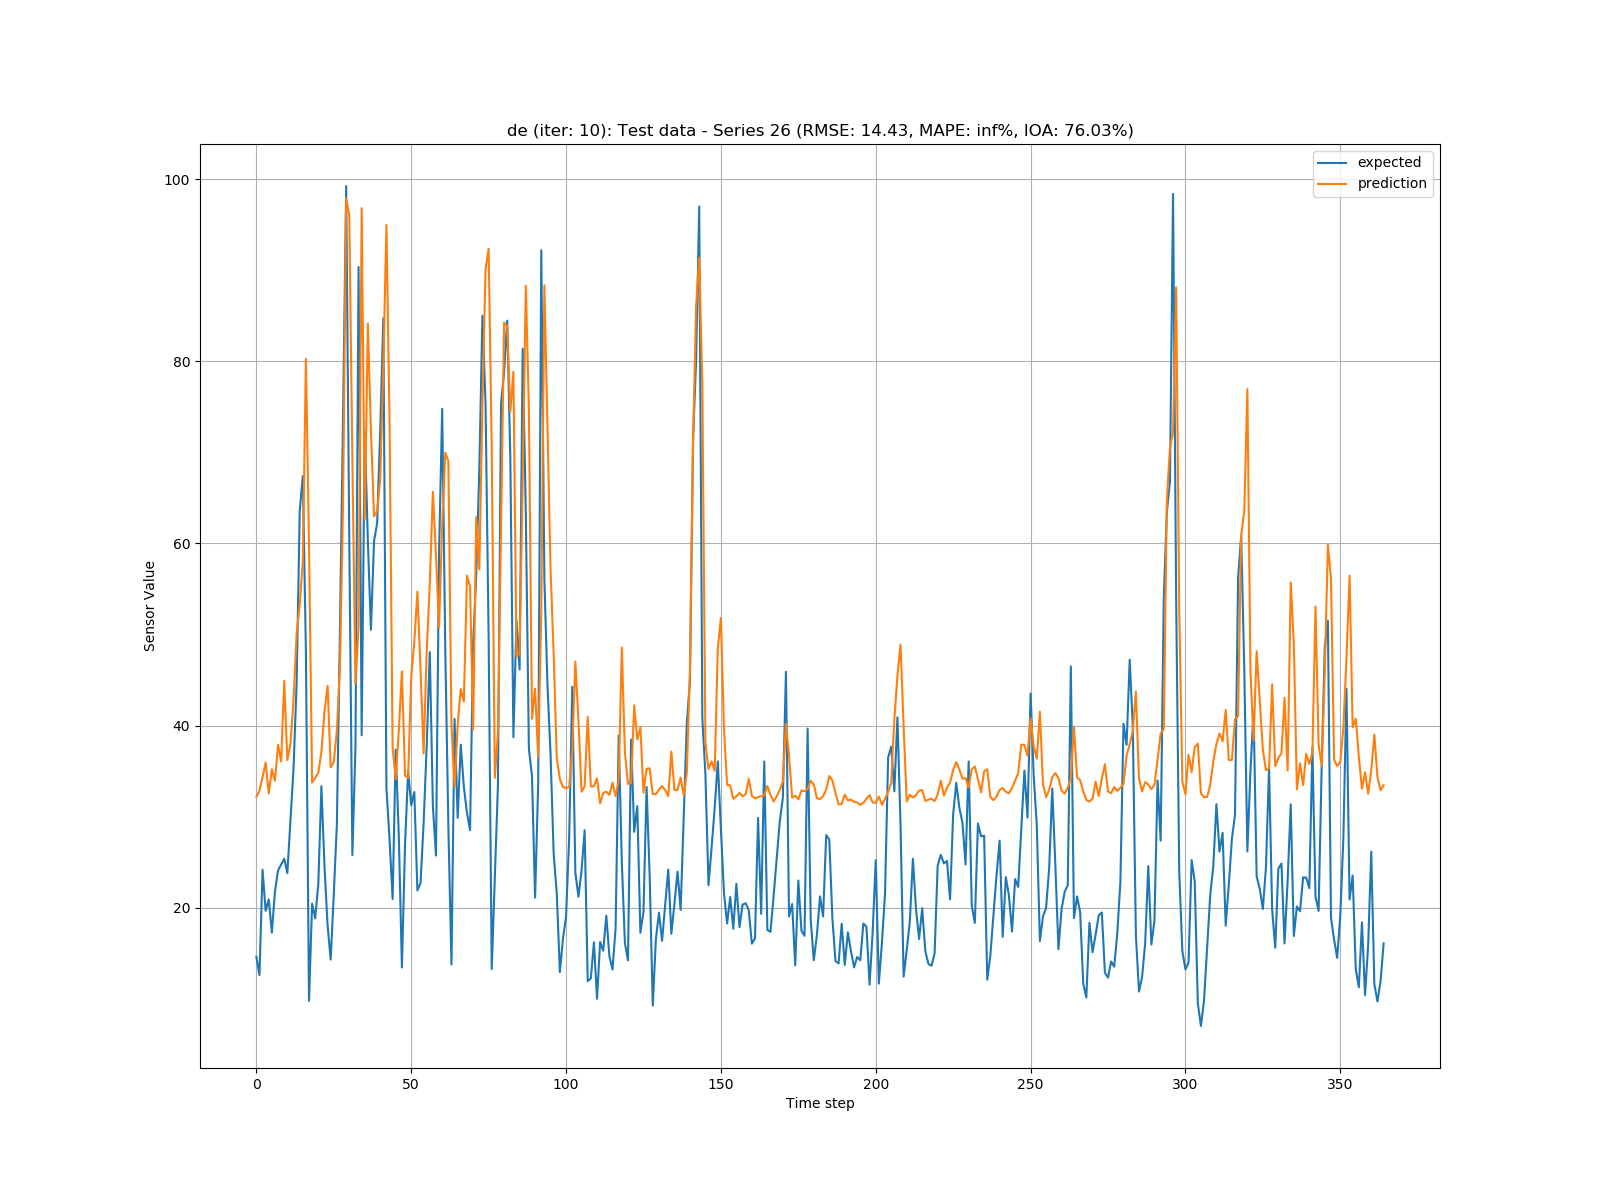 de (iter: 10): Test data - Series 26 (RMSE: 14.43, MAPE: inf%, IOA: 76.03%)
expected
prediction
100
80
60
40
20
Sensor Value
0 50 100 150 200 250 300 350
Time step